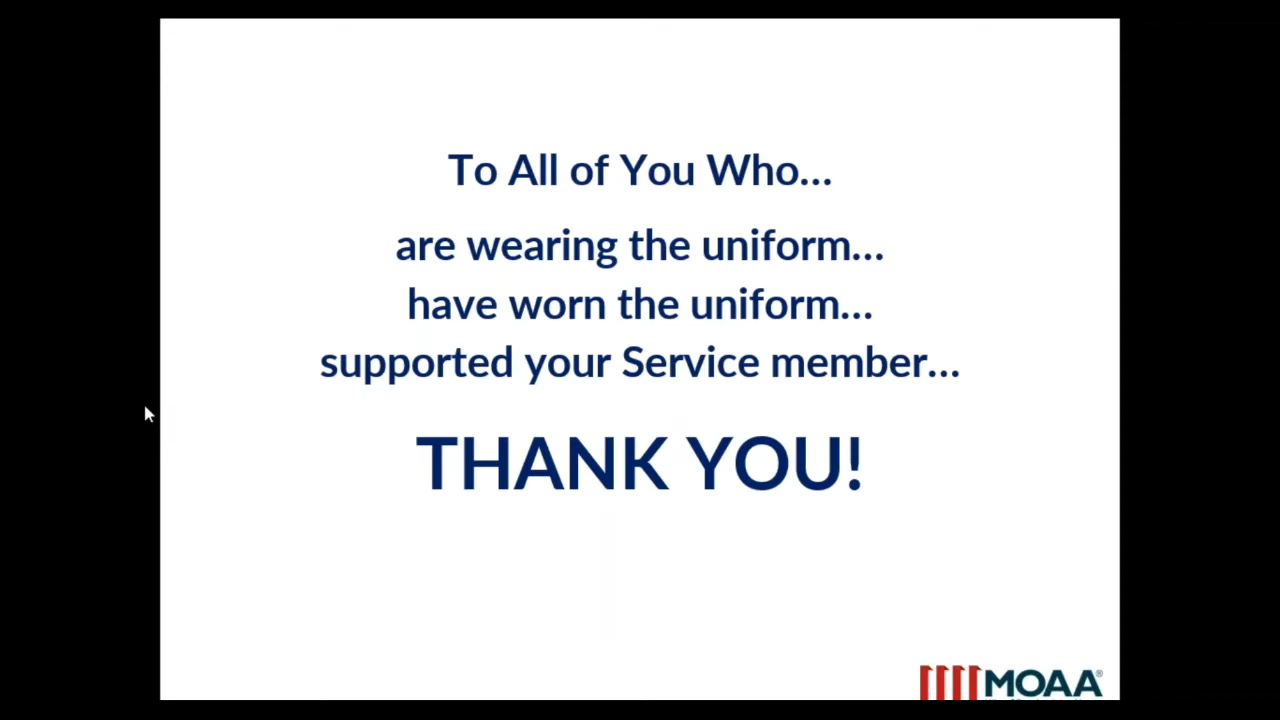 To All of You Who...
are wearing the uniform...
have worn the uniform...
supported your Service member...
THANK YOU!
MOAA®